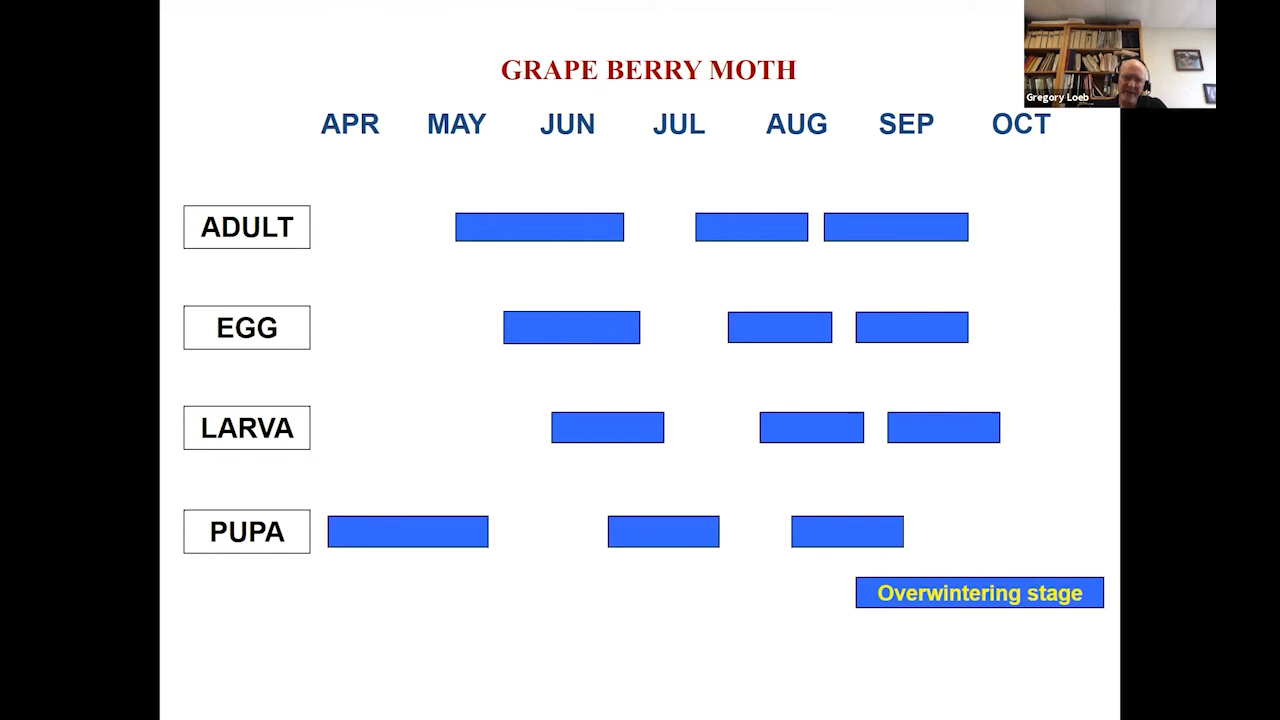 GRAPE BERRY MOTH
Gregory Loeb
APR MAY JUN JUL AUG SEP OCT
ADULT
EGG
LARVA
PUPA
Overwintering stage